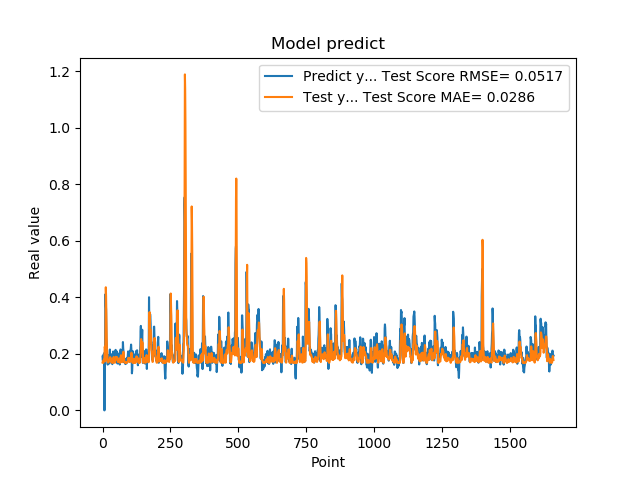 Model predict
Predict y... Test Score RMSE= 0.0517
Test y... Test Score MAE= 0.0286
Real value
1.2
1.0
0.8
0.6
0.4
0.2
0.0
0 250 500 750 1000 1250 1500
Point